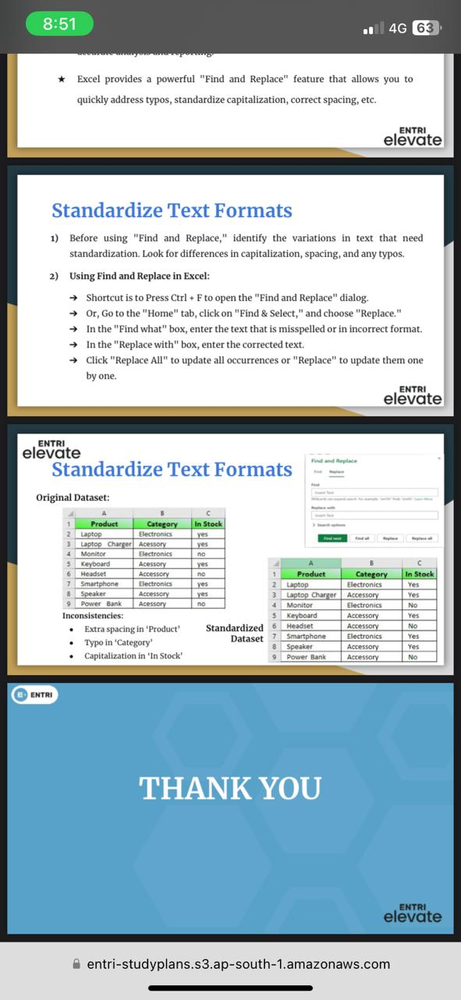 8:51
4G 63
accurate analysis and reporting.
★ Excel provides a powerful "Find and Replace" feature that allows you to
quickly address typos, standardize capitalization, correct spacing, etc.
ENTRI
elevate
Standardize Text Formats
1) Before using "Find and Replace," identify the variations in text that need
standardization. Look for differences in capitalization, spacing, and any typos.
2) Using Find and Replace in Excel:
➔ Shortcut is to Press Ctrl + F to open the "Find and Replace" dialog.
➔ Or, Go to the "Home" tab, click on "Find & Select," and choose "Replace."
➔ In the "Find what" box, enter the text that is misspelled or in incorrect format.
➔ In the "Replace with" box, enter the corrected text.
➔ Click "Replace All" to update all occurrences or "Replace" to update them one
by one.
ENTRI
elevate
ENTRI
elevate
Standardize Text Formats
Original Dataset:
A B C
1 Product Category In Stock
2 Laptop Electronics yes
3 Laptop Charger Acessory yes
4 Monitor Electronics no
5 Keyboard Acessory yes
6 Headset Acessory no
7 Smartphone Electronics yes
8 Speaker Acessory yes
9 Power Bank Acessory no
Inconsistencies:
● Extra spacing in ‘Product’
● Typo in ‘Category’
● Capitalization in ‘In Stock’
Find and Replace
Find Replace
Find
Insert Text
Wildcards can expand search. For example, "sm?th" finds "smith". Learn More
Replace with
Insert Text
> Search options
Find next Find all Replace Replace all
Standardized
Dataset
A B C
1 Product Category In Stock
2 Laptop Electronics Yes
3 Laptop Charger Accessory Yes
4 Monitor Electronics No
5 Keyboard Accessory Yes
6 Headset Accessory No
7 Smartphone Electronics Yes
8 Speaker Accessory Yes
9 Power Bank Accessory No
E ENTRI
THANK YOU
ENTRI
elevate
entri-studyplans.s3.ap-south-1.amazonaws.com